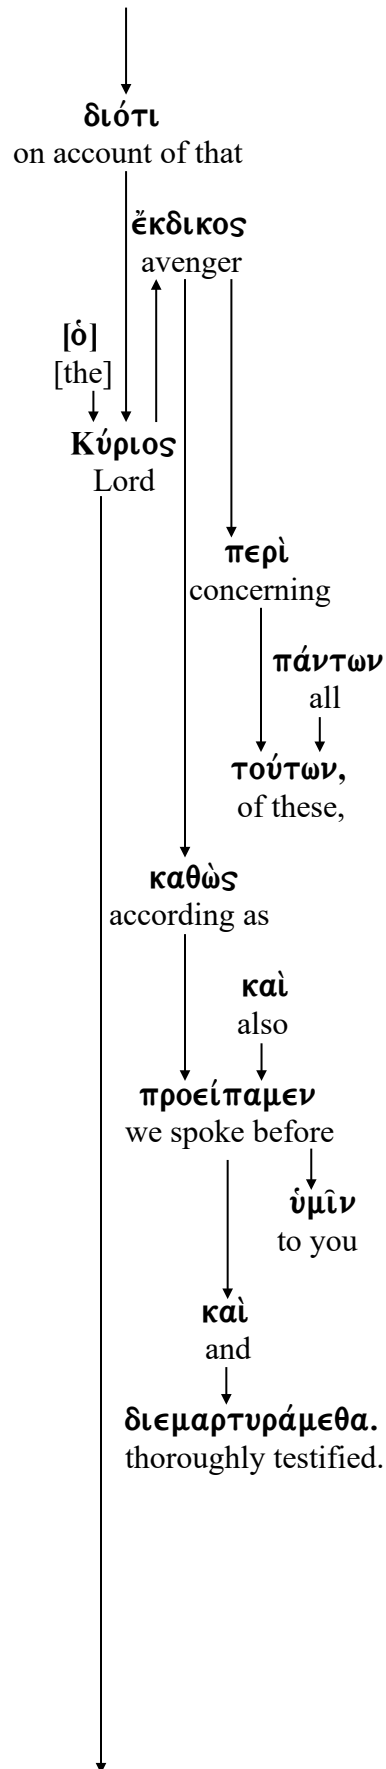 διότι
on account of that
ἔκδικος
avenger
[ὁ]
[the]
Κύριος
Lord
περὶ
concerning
πάντων
all
τούτων,
of these,
καθὼς
according as
καὶ
also
προείπαμεν
we spoke before
ὑμῖν
to you
καὶ
and
διεμαρτυράμεθα.
thoroughly testified.